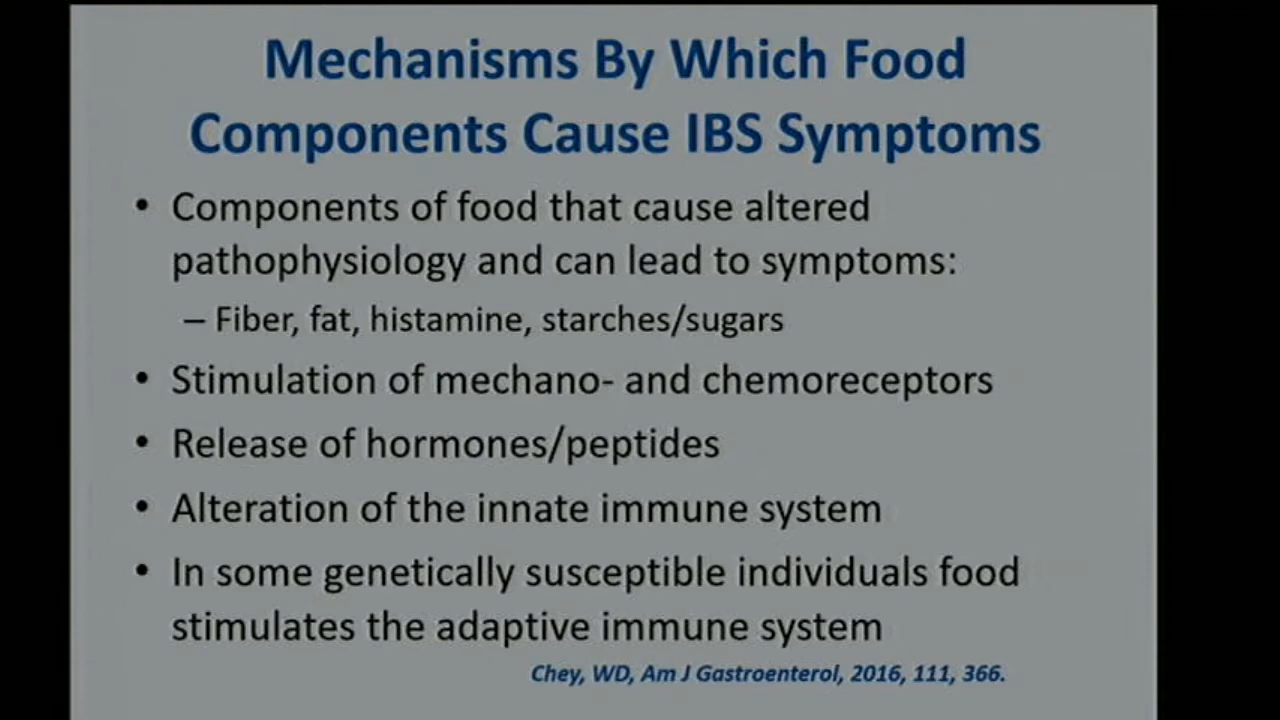 Mechanisms By Which Food
Components Cause IBS Symptoms
• Components of food that cause altered
pathophysiology and can lead to symptoms:
– Fiber, fat, histamine, starches/sugars
• Stimulation of mechano- and chemoreceptors
• Release of hormones/peptides
• Alteration of the innate immune system
• In some genetically susceptible individuals food
stimulates the adaptive immune system
Chey, WD, Am J Gastroenterol, 2016, 111, 366.